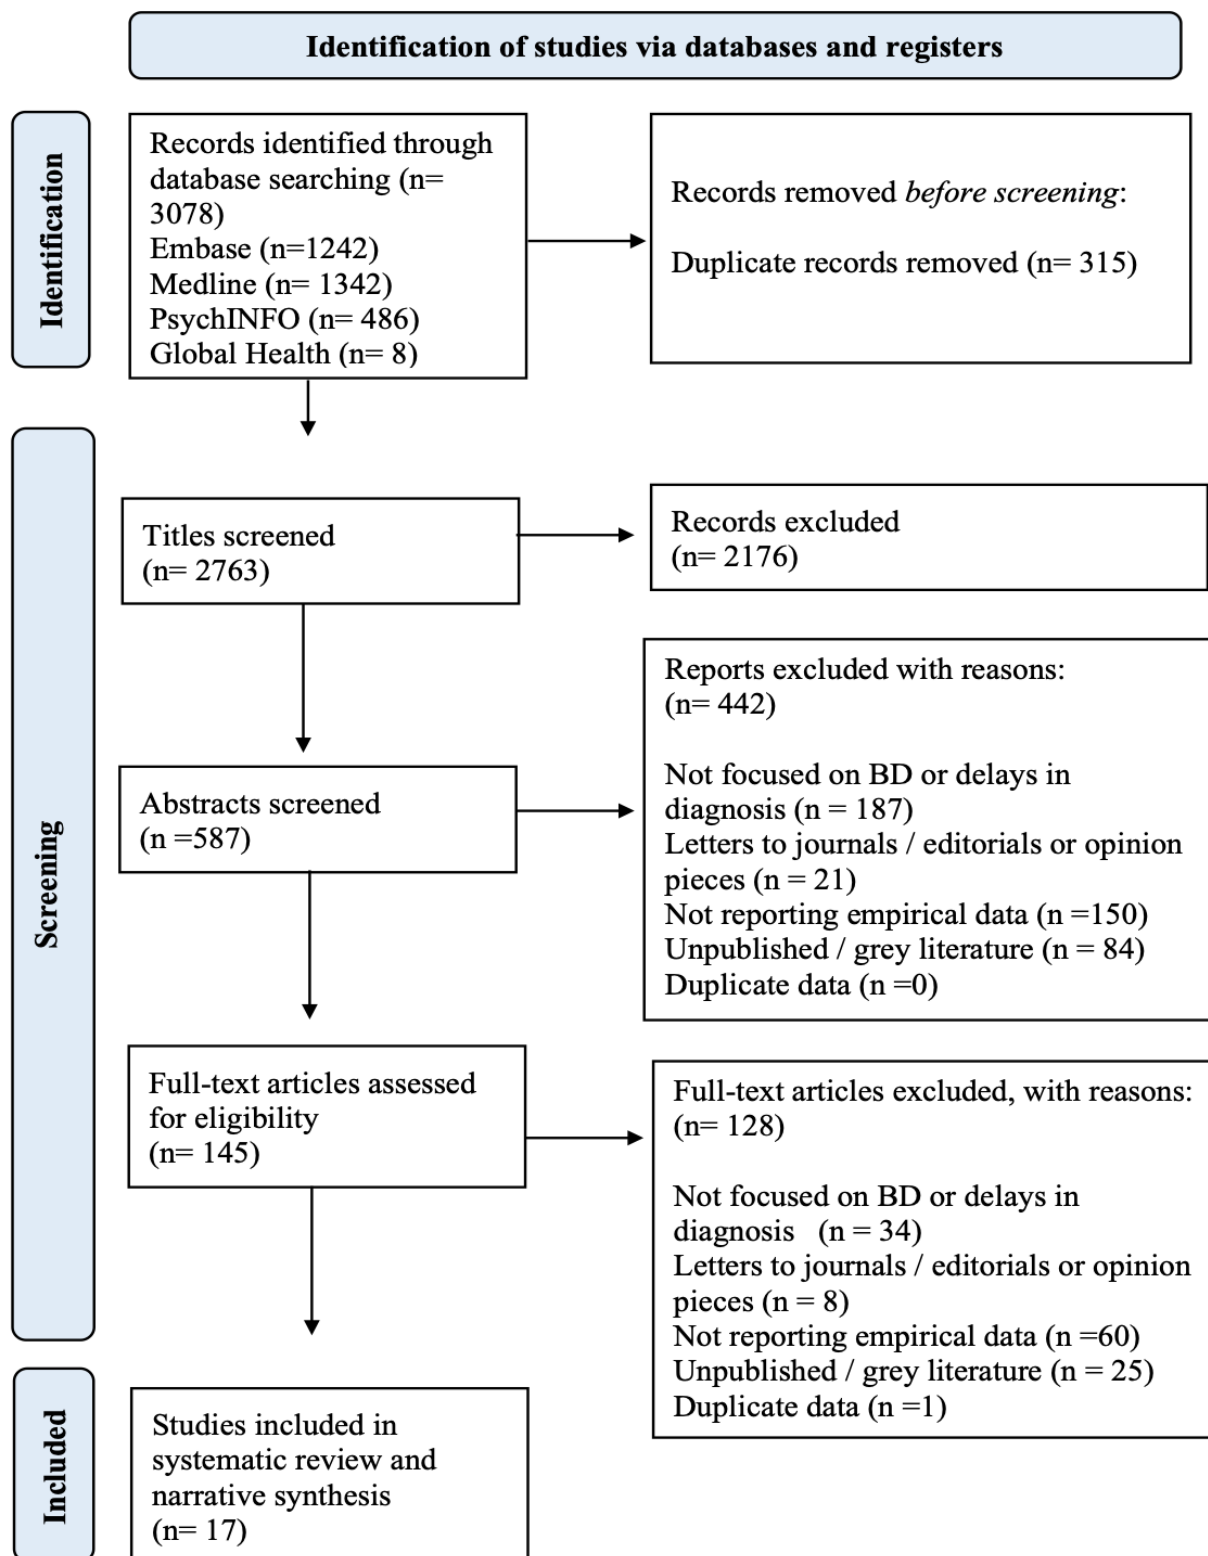 Identification of studies via databases and registers
Identification
Records identified through
database searching (n=
3078)
Embase (n=1242)
Medline (n= 1342)
PsychINFO (n= 486)
Global Health (n= 8)
Records removed before screening:
Duplicate records removed (n= 315)
Screening
Titles screened
(n= 2763)
Records excluded
(n= 2176)
Abstracts screened
(n =587)
Reports excluded with reasons:
(n= 442)
Not focused on BD or delays in
diagnosis (n = 187)
Letters to journals / editorials or opinion
pieces (n = 21)
Not reporting empirical data (n =150)
Unpublished / grey literature (n = 84)
Duplicate data (n =0)
Full-text articles assessed
for eligibility
(n= 145)
Full-text articles excluded, with reasons:
(n= 128)
Not focused on BD or delays in
diagnosis (n = 34)
Letters to journals / editorials or opinion
pieces (n = 8)
Not reporting empirical data (n =60)
Unpublished / grey literature (n = 25)
Duplicate data (n =1)
Included
Studies included in
systematic review and
narrative synthesis
(n= 17)